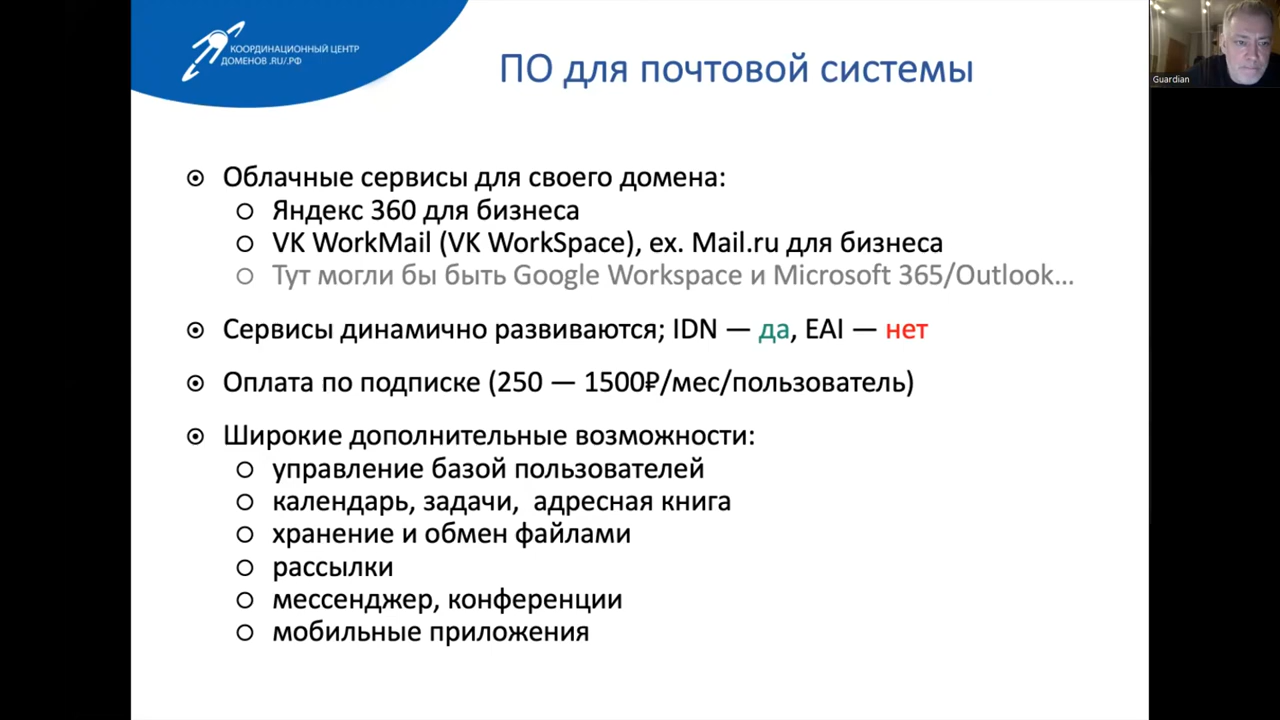 КООРДИНАЦИОННЫЙ ЦЕНТР
ДОМЕНОВ .RU/.РФ
ПО для почтовой системы
Guardian
Облачные сервисы для своего домена:
Яндекс 360 для бизнеса
VK WorkMail (VK WorkSpace), ex. Mail.ru для бизнеса
Тут могли бы быть Google Workspace и Microsoft 365/Outlook...
Сервисы динамично развиваются; IDN — да, EAI — нет
Оплата по подписке (250 — 1500₽/мес/пользователь)
Широкие дополнительные возможности:
управление базой пользователей
календарь, задачи,  адресная книга
хранение и обмен файлами
рассылки
мессенджер, конференции
мобильные приложения